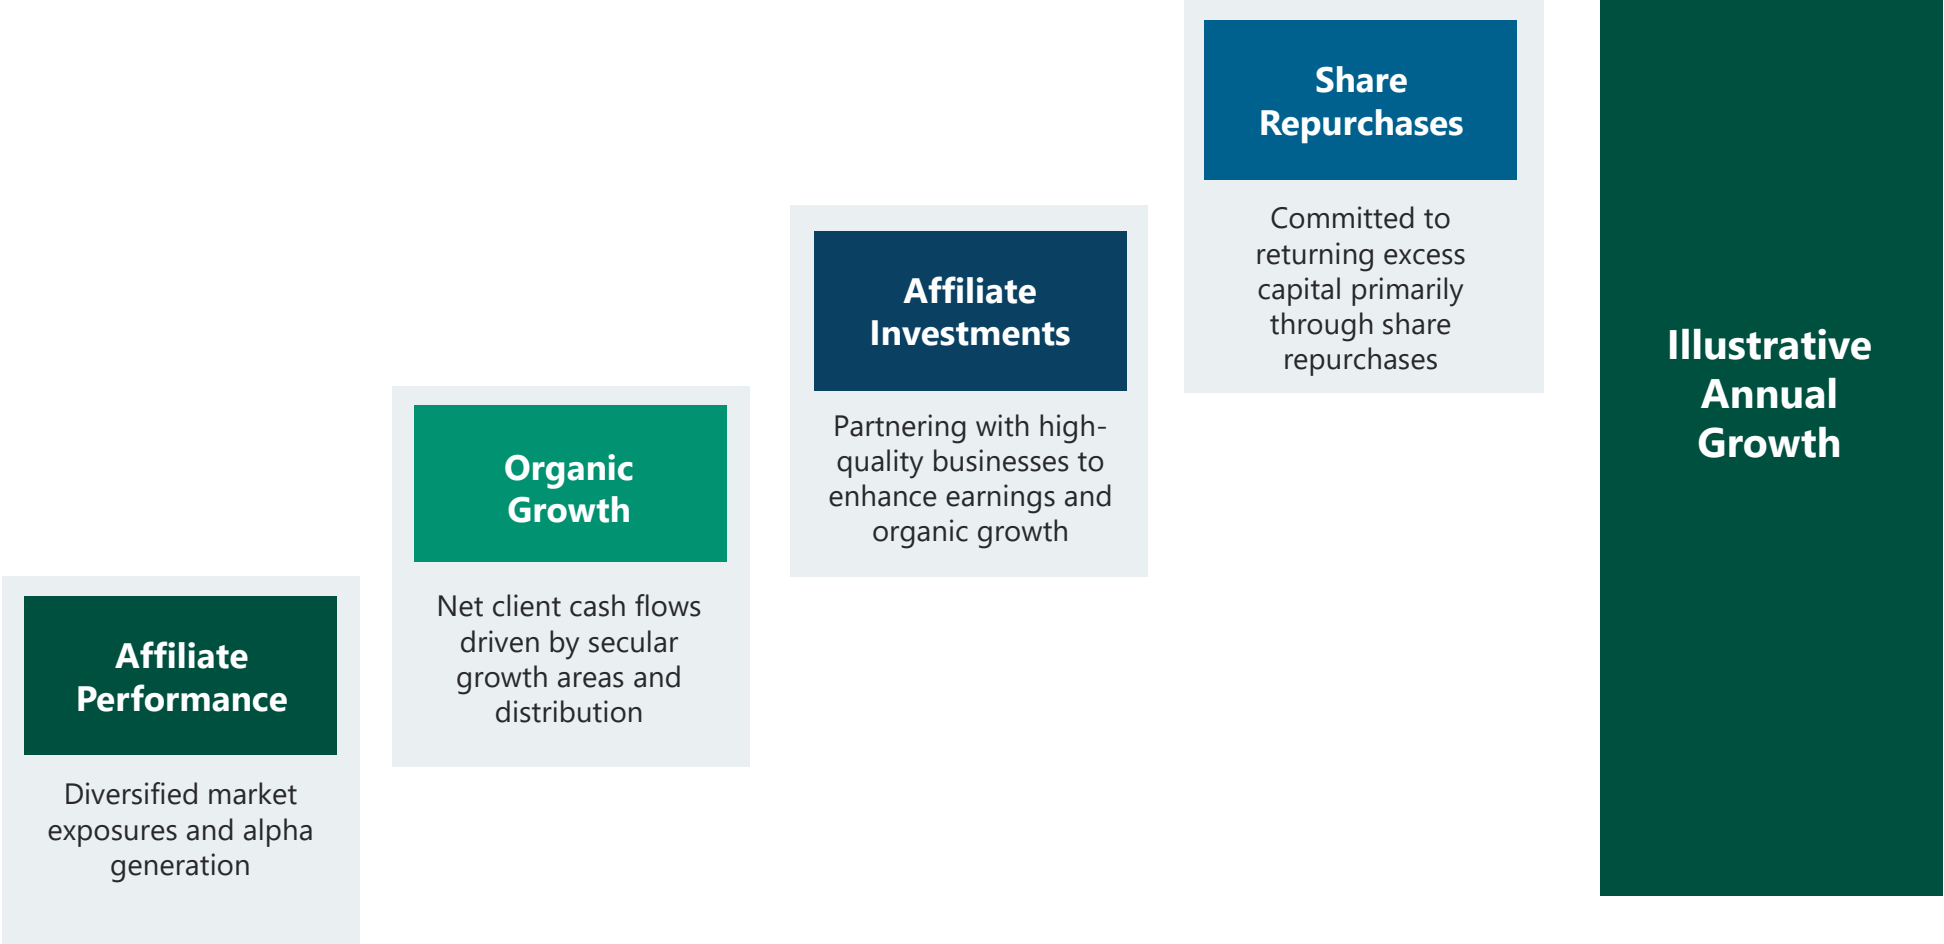 Share
Repurchases
Committed to
returning excess
capital primarily
through share
repurchases
Affiliate
Investments
Partnering with high-
quality businesses to
enhance earnings and
organic growth
Organic
Growth
Net client cash flows
driven by secular
growth areas and
distribution
Affiliate
Performance
Diversified market
exposures and alpha
generation
Illustrative
Annual
Growth